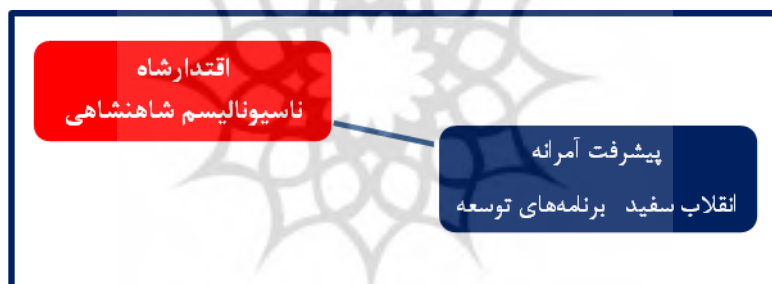 اقتدارشاه
ناسیونالیسم شاهنشاهی
پیشرفت آمرانه
انقلاب سفید برنامه‌های توسعه